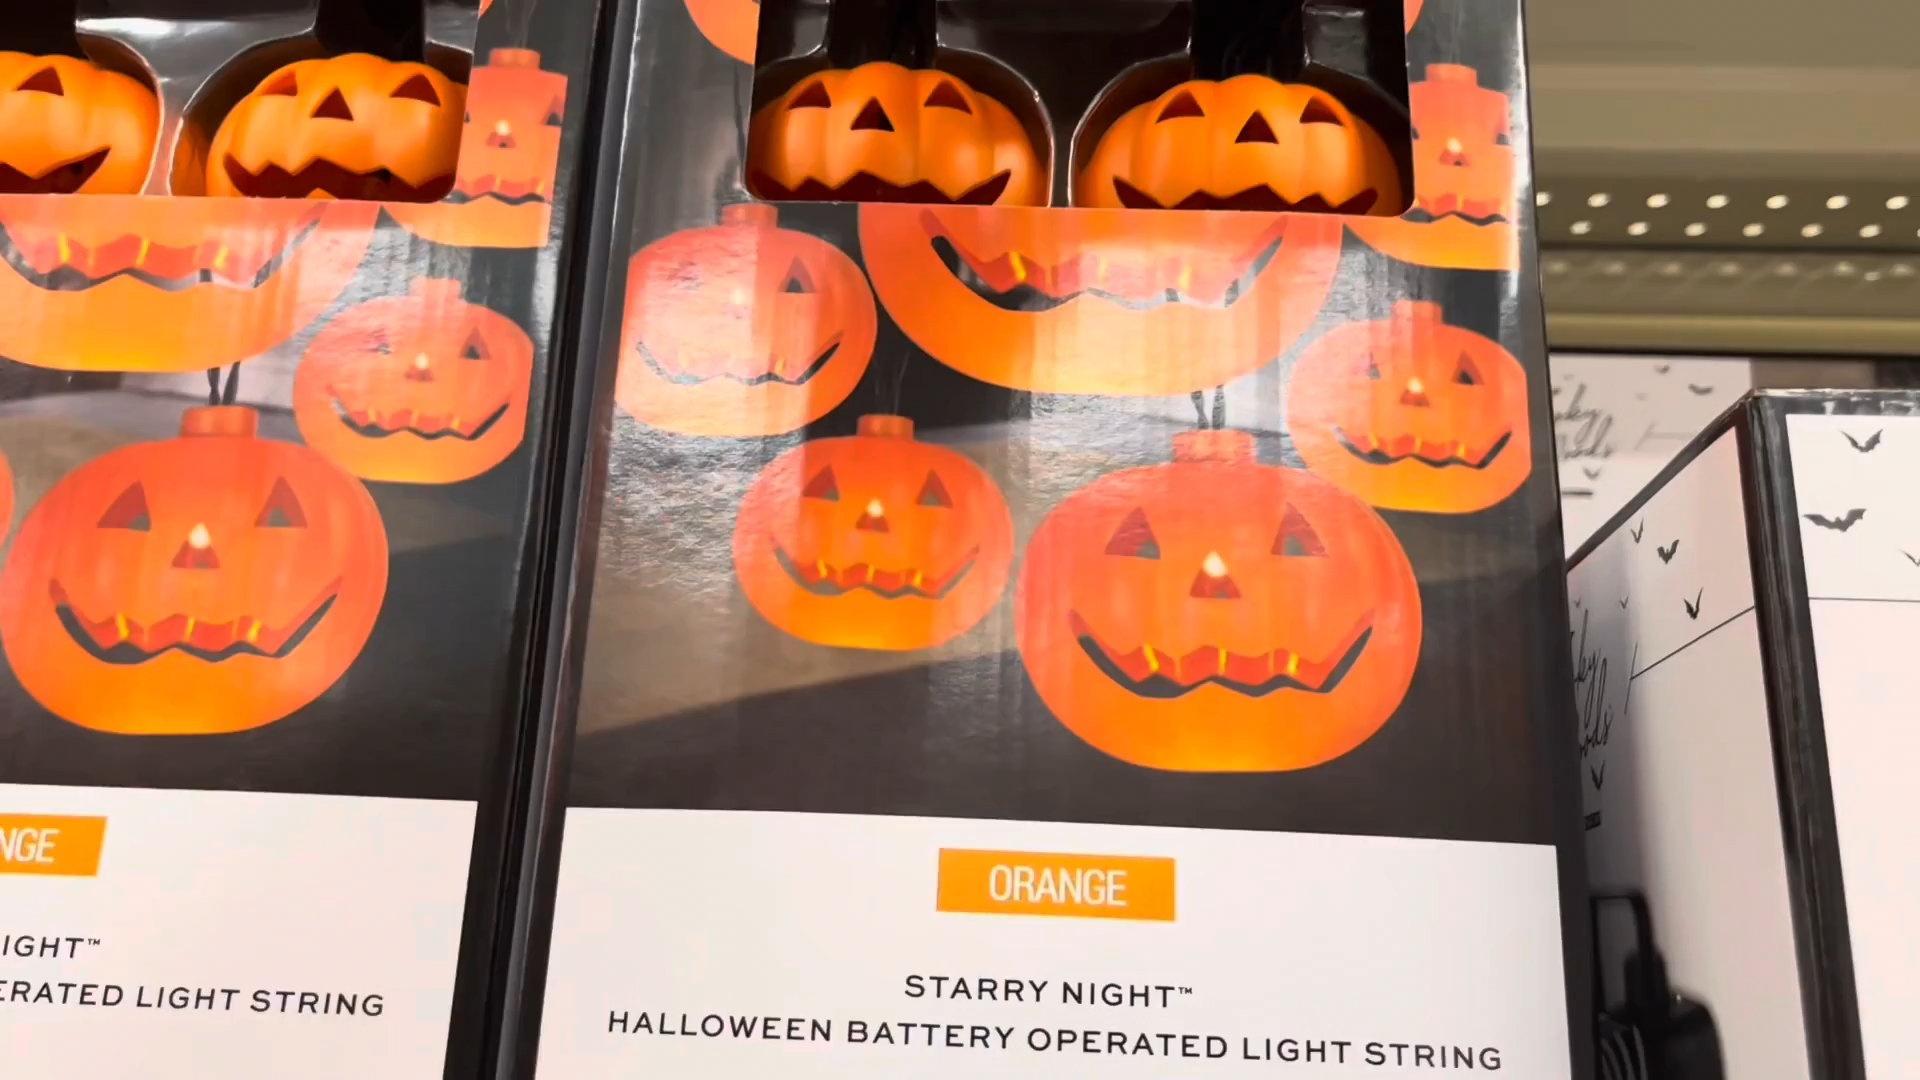 NGE
IGHT™
ERATED LIGHT STRING
ORANGE
STARRY NIGHT™
HALLOWEEN BATTERY OPERATED LIGHT STRING